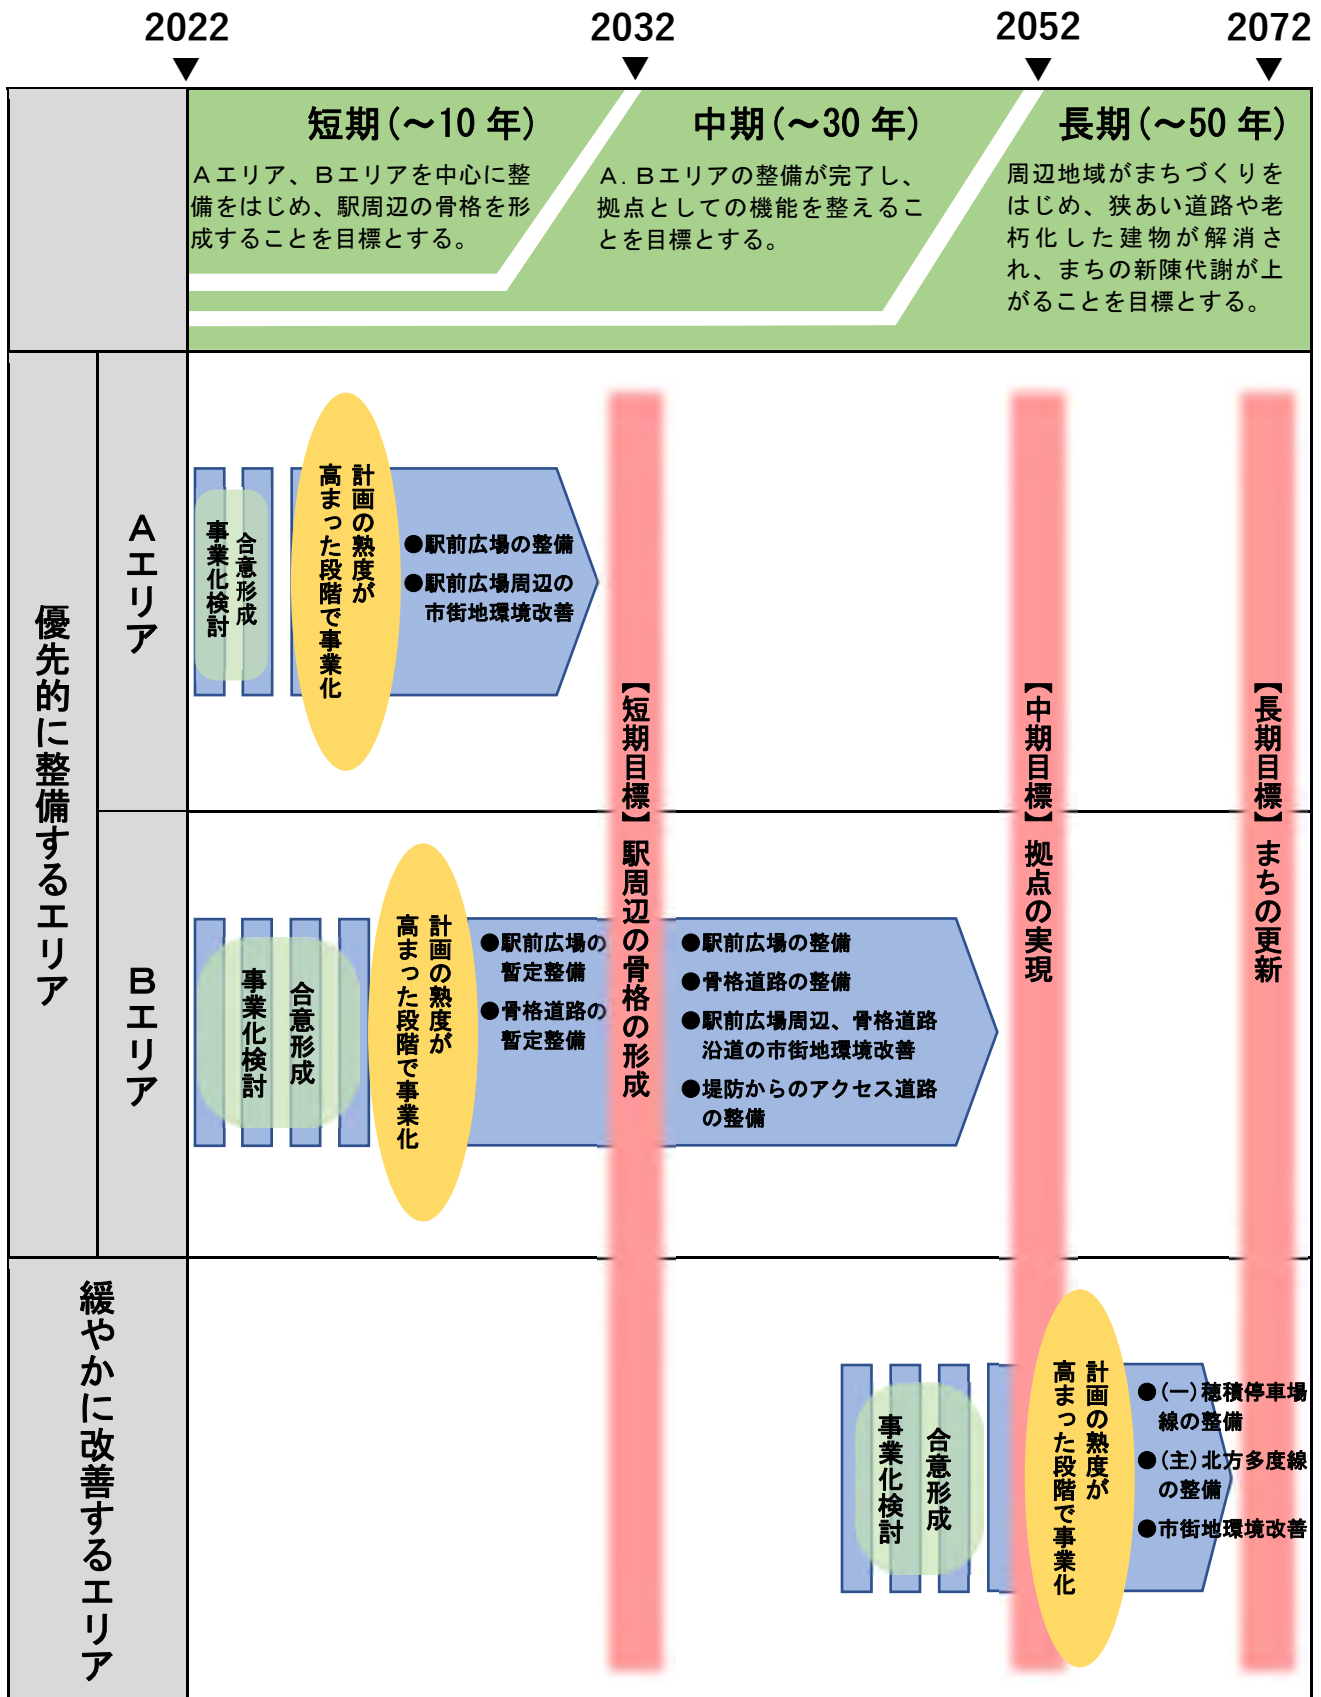 2022
2032
2052
2072
短期(～10 年)
Aエリア、Bエリアを中心に整
備をはじめ、駅周辺の骨格を形
成することを目標とする。
中期(～30 年)
A.Bエリアの整備が完了し、
拠点としての機能を整えるこ
とを目標とする。
長期(～50 年)
周辺地域がまちづくりを
はじめ、狭あい道路や老
朽化した建物が解消さ
れ、まちの新陳代謝が上
がることを目標とする。
優先的に整備するエリア
Aエリア
合意形成
事業化検討
計画の熟度が
高まった段階で事業化
●駅前広場の整備
●駅前広場周辺の
市街地環境改善
Bエリア
合意形成
事業化検討
計画の熟度が
高まった段階で事業化
●駅前広場の
暫定整備
●骨格道路の
暫定整備
●駅前広場の整備
●骨格道路の整備
●駅前広場周辺、骨格道路
沿道の市街地環境改善
●堤防からのアクセス道路
の整備
【短期目標】駅周辺の骨格の形成
【中期目標】拠点の実現
【長期目標】まちの更新
緩やかに改善するエリア
合意形成
事業化検討
計画の熟度が
高まった段階で事業化
●(一)穂積停車場
線の整備
●(主)北方多度線
の整備
●市街地環境改善